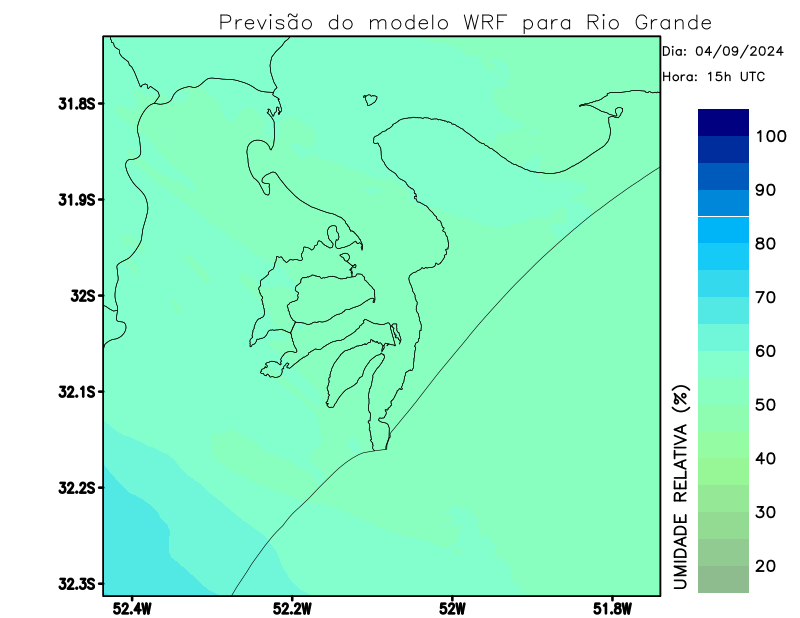 Previsão do modelo WRF para Rio Grande
Dia: 04/09/2024
Hora: 15h UTC
31.8S
31.9S
32S
32.1S
32.2S
32.3S
52.4W
52.2W
52W
51.8W
100
90
80
70
60
50
40
30
20
UMIDADE RELATIVA (%)